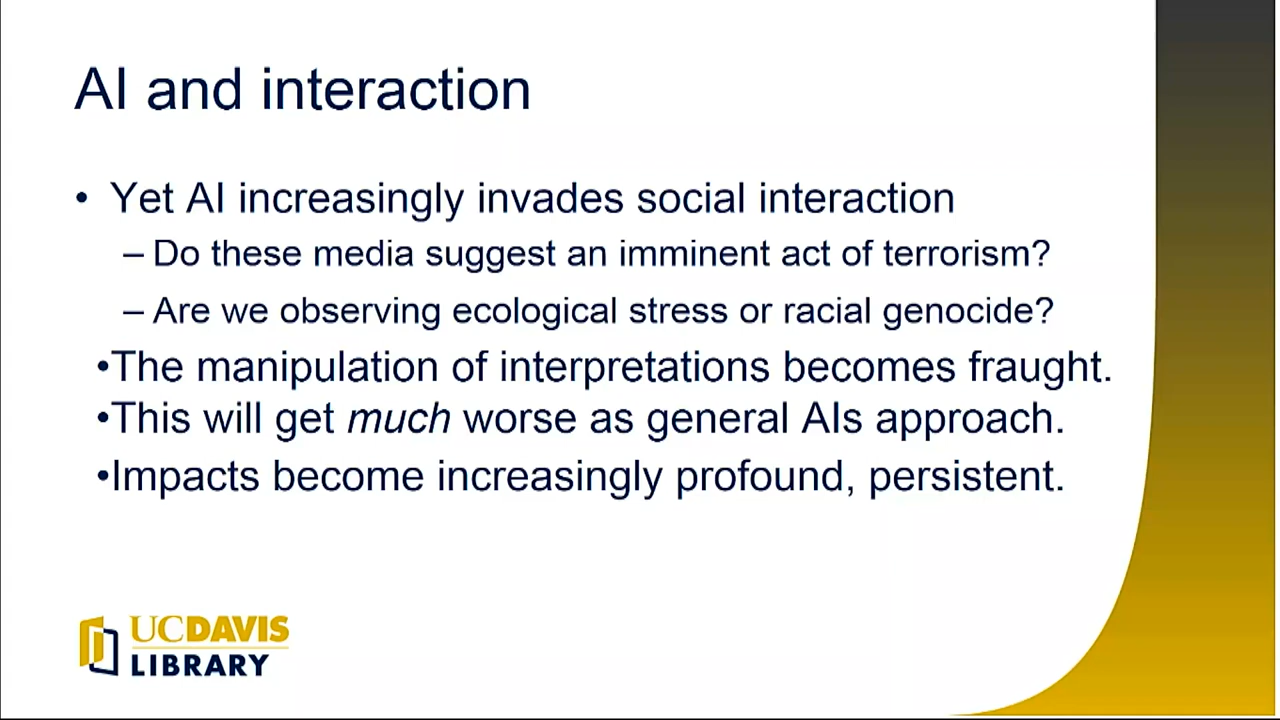 AI and interaction
• Yet AI increasingly invades social interaction
– Do these media suggest an imminent act of terrorism?
– Are we observing ecological stress or racial genocide?
•The manipulation of interpretations becomes fraught.
•This will get much worse as general AIs approach.
•Impacts become increasingly profound, persistent.
UCDAVIS
LIBRARY